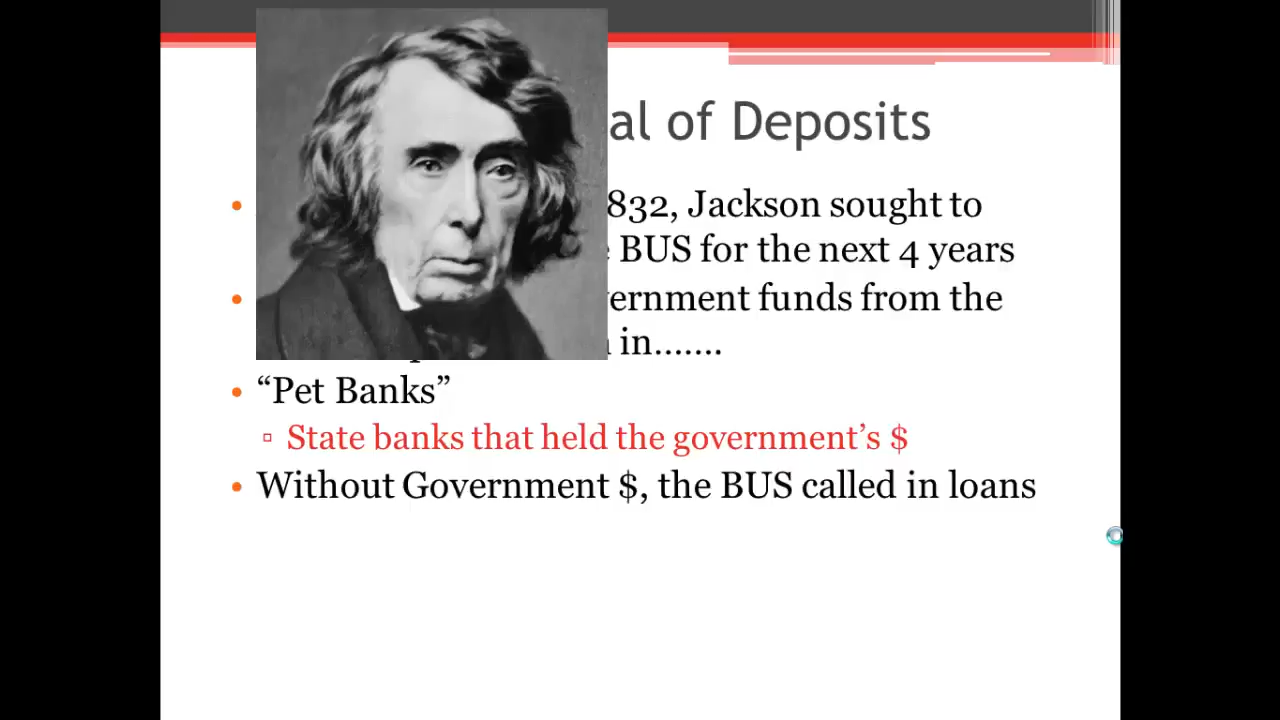 al of Deposits
832, Jackson sought to
BUS for the next 4 years
ernment funds from the
in.......
“Pet Banks”
State banks that held the government’s $
Without Government $, the BUS called in loans